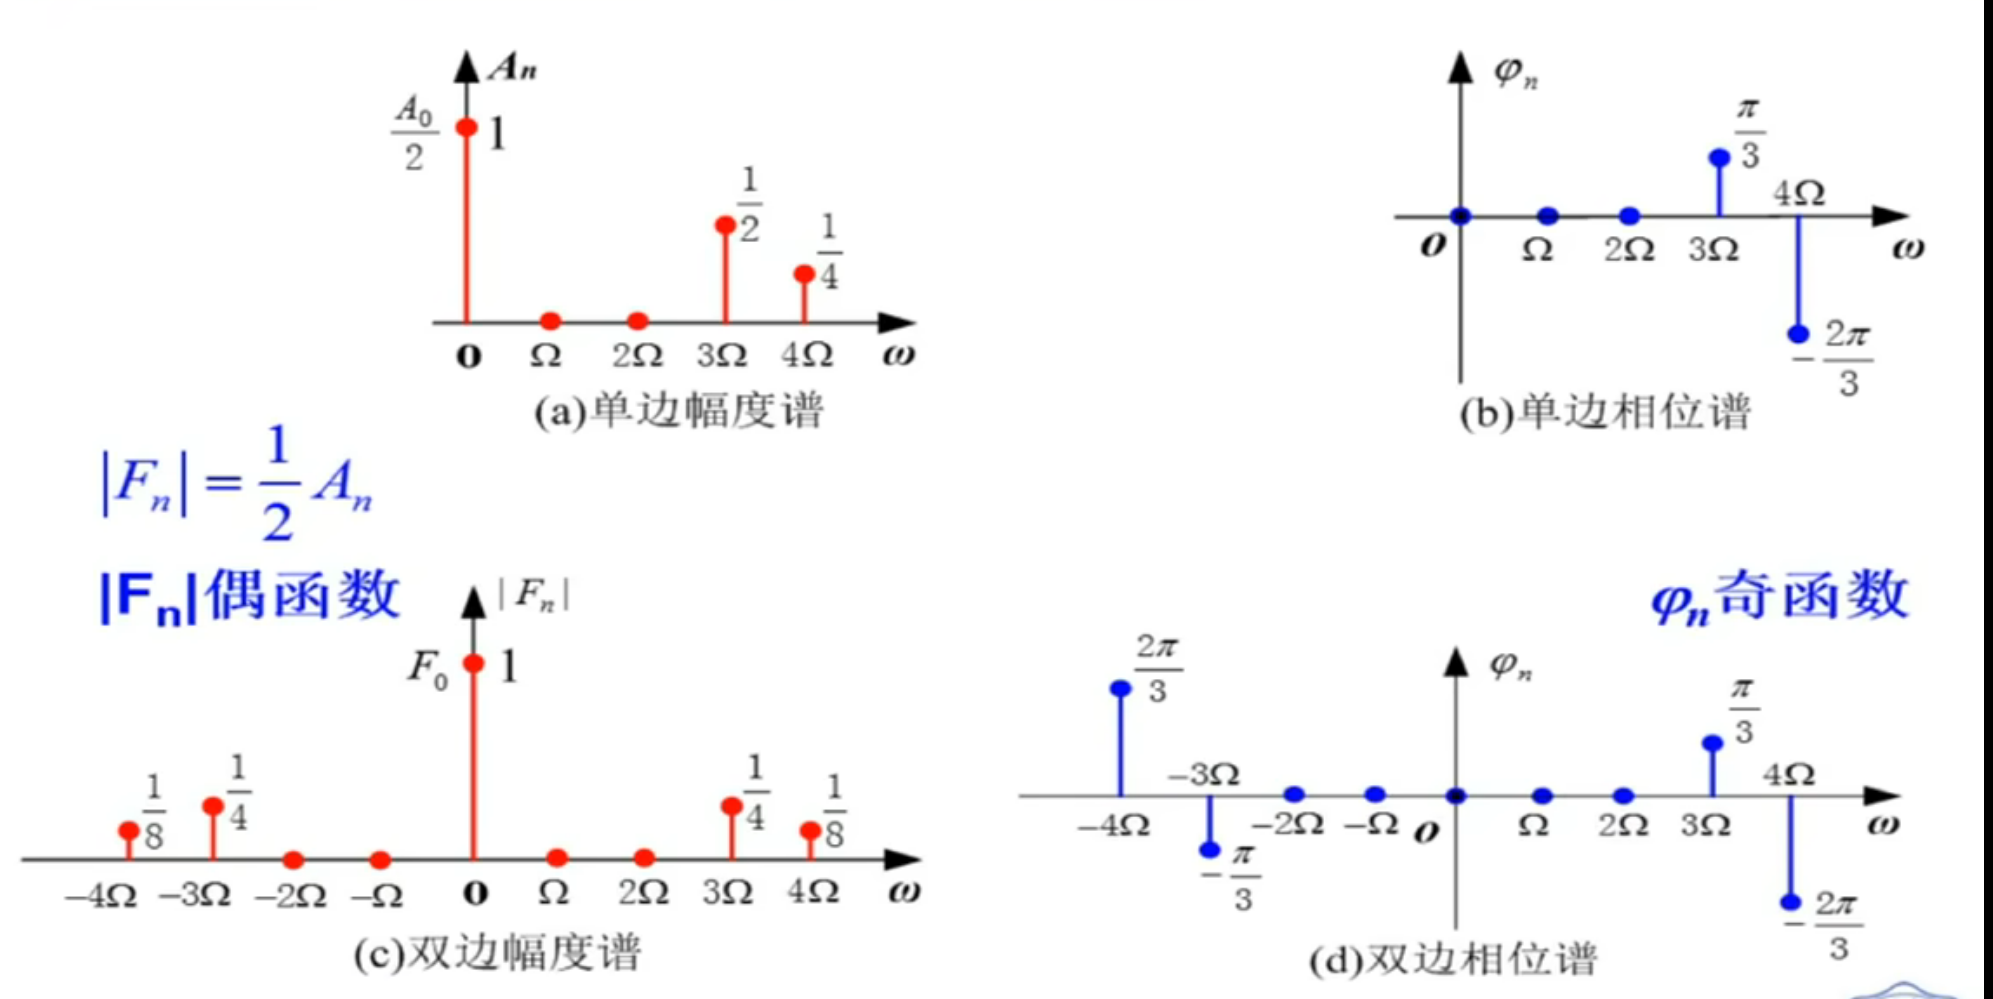 Aₙ
A₀/2
1
1/2
1/4
0 Ω 2Ω 3Ω 4Ω ω
(a)单边幅度谱
φₙ
π/3
4Ω
o Ω 2Ω 3Ω ω
−2π/3
(b)单边相位谱
|Fₙ| = 1/2 Aₙ
|Fₙ|偶函数
|Fₙ|
F₀ 1
1/8 1/4 1/4 1/8
−4Ω −3Ω −2Ω −Ω 0 Ω 2Ω 3Ω 4Ω ω
(c)双边幅度谱
φₙ奇函数
φₙ
2π/3
π/3
−3Ω 4Ω
−4Ω −2Ω −Ω o Ω 2Ω 3Ω ω
−π/3
−2π/3
(d)双边相位谱